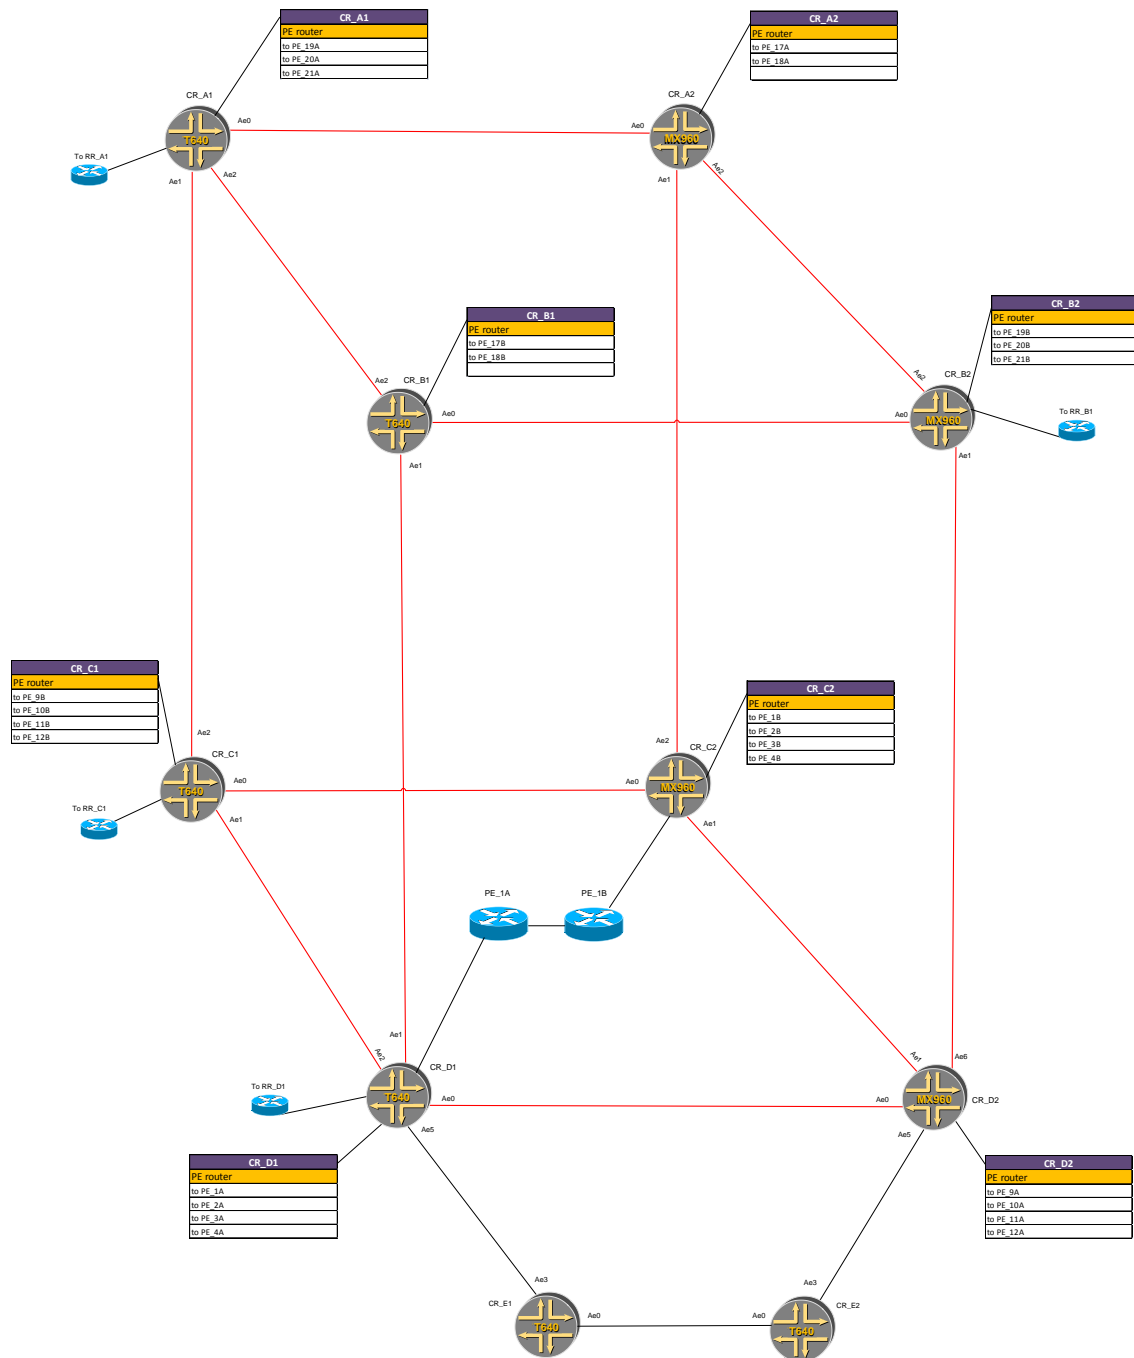 CR_A1
PE router
to PE_19A
to PE_20A
to PE_21A
CR_A2
PE router
to PE_17A
to PE_18A
CR_A1
T640
Ae0
Ae1
Ae2
To RR_A1
CR_A2
MX960
Ae0
Ae1
Ae2
CR_B1
PE router
to PE_17B
to PE_18B
CR_B2
PE router
to PE_19B
to PE_20B
to PE_21B
CR_B1
T640
Ae2
Ae0
Ae1
CR_B2
MX960
Ae2
Ae0
Ae1
To RR_B1
CR_C1
PE router
to PE_9B
to PE_10B
to PE_11B
to PE_12B
CR_C2
PE router
to PE_1B
to PE_2B
to PE_3B
to PE_4B
Ae2
CR_C1
T640
Ae0
Ae1
To RR_C1
Ae2
CR_C2
MX960
Ae0
Ae1
PE_1A
PE_1B
Ae1
Ae2
CR_D1
T640
Ae0
Ae5
To RR_D1
Ae1
Ae6
MX960
CR_D2
Ae0
Ae5
CR_D1
PE router
to PE_1A
to PE_2A
to PE_3A
to PE_4A
CR_D2
PE router
to PE_9A
to PE_10A
to PE_11A
to PE_12A
Ae3
CR_E1
T640
Ae0
Ae3
CR_E2
T640
Ae0